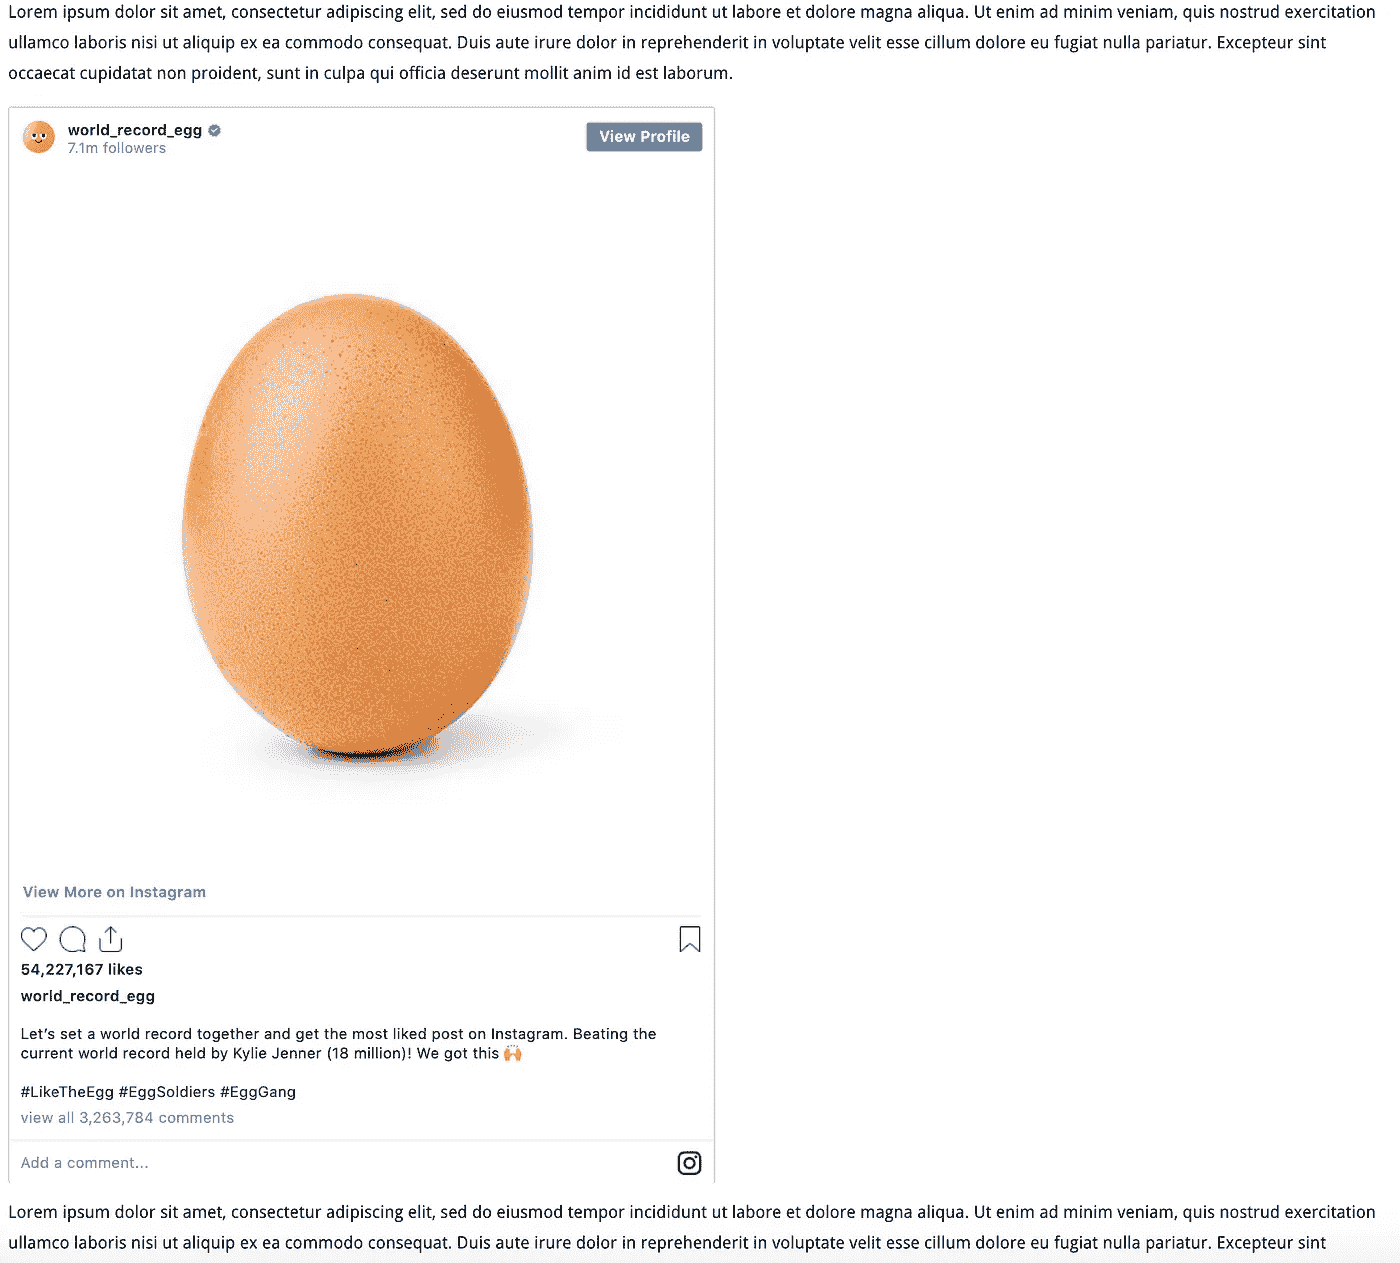 Lorem ipsum dolor sit amet, consectetur adipiscing elit, sed do eiusmod tempor incididunt ut labore et dolore magna aliqua. Ut enim ad minim veniam, quis nostrud exercitation
ullamco laboris nisi ut aliquip ex ea commodo consequat. Duis aute irure dolor in reprehenderit in voluptate velit esse cillum dolore eu fugiat nulla pariatur. Excepteur sint
occaecat cupidatat non proident, sunt in culpa qui officia deserunt mollit anim id est laborum.
world_record_egg
View Profile
7.1m followers
View More on Instagram
54,227,167 likes
world_record_egg
Let’s set a world record together and get the most liked post on Instagram. Beating the
current world record held by Kylie Jenner (18 million)! We got this 🙌
#LikeTheEgg #EggSoldiers #EggGang
view all 3,263,784 comments
Add a comment...
Lorem ipsum dolor sit amet, consectetur adipiscing elit, sed do eiusmod tempor incididunt ut labore et dolore magna aliqua. Ut enim ad minim veniam, quis nostrud exercitation
ullamco laboris nisi ut aliquip ex ea commodo consequat. Duis aute irure dolor in reprehenderit in voluptate velit esse cillum dolore eu fugiat nulla pariatur. Excepteur sint